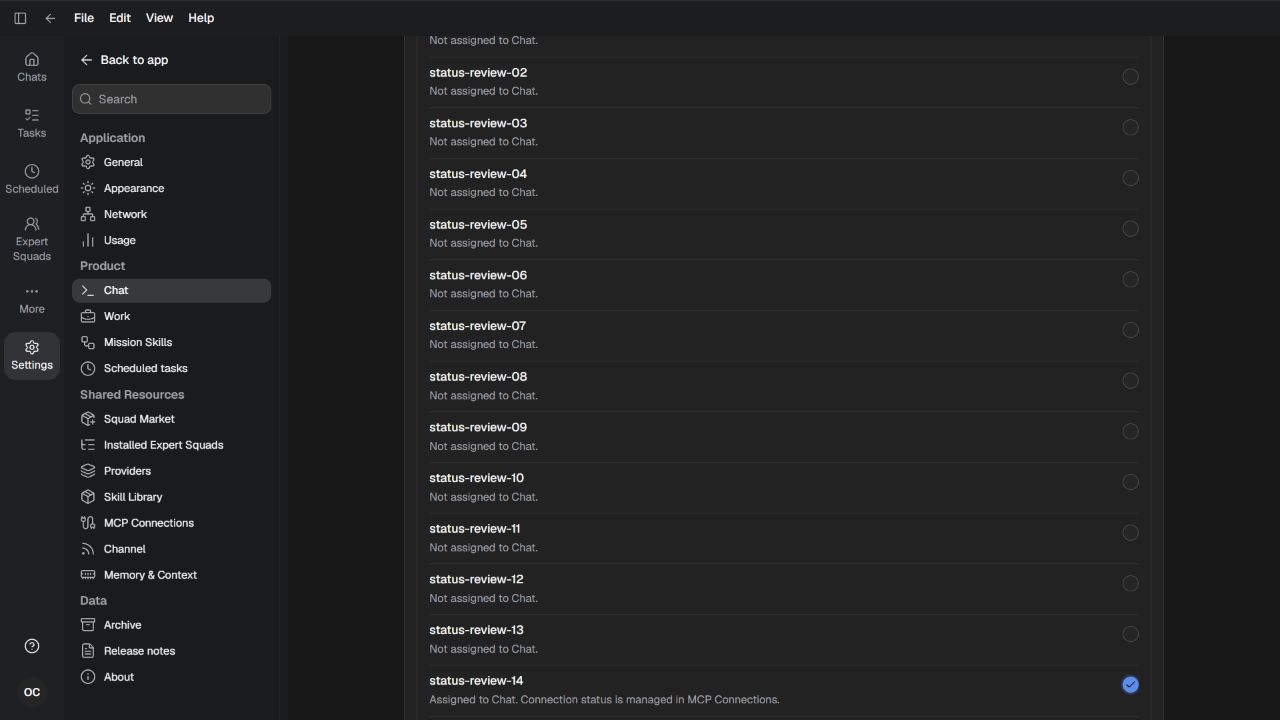 File Edit View Help
Chats
Tasks
Scheduled
Expert
Squads
More
Settings
OC
Back to app
Search
Application
General
Appearance
Network
Usage
Product
Chat
Work
Mission Skills
Scheduled tasks
Shared Resources
Squad Market
Installed Expert Squads
Providers
Skill Library
MCP Connections
Channel
Memory & Context
Data
Archive
Release notes
About
Not assigned to Chat.
status-review-02
Not assigned to Chat.
status-review-03
Not assigned to Chat.
status-review-04
Not assigned to Chat.
status-review-05
Not assigned to Chat.
status-review-06
Not assigned to Chat.
status-review-07
Not assigned to Chat.
status-review-08
Not assigned to Chat.
status-review-09
Not assigned to Chat.
status-review-10
Not assigned to Chat.
status-review-11
Not assigned to Chat.
status-review-12
Not assigned to Chat.
status-review-13
Not assigned to Chat.
status-review-14
Assigned to Chat. Connection status is managed in MCP Connections.